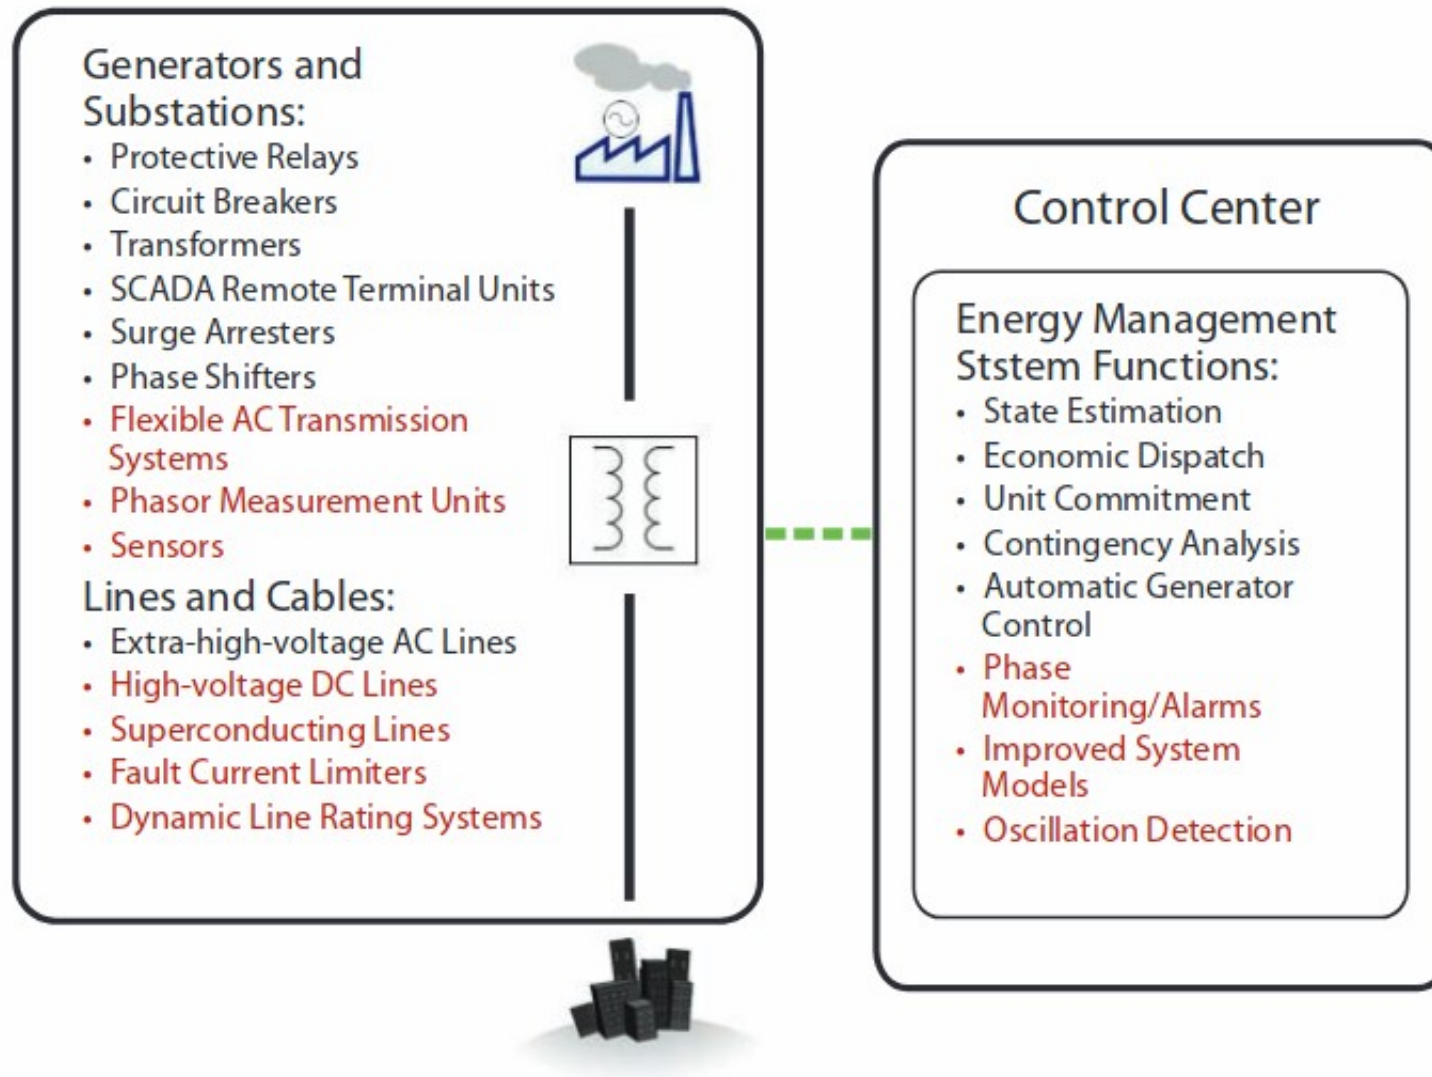 Generators and
Substations:
• Protective Relays
• Circuit Breakers
• Transformers
• SCADA Remote Terminal Units
• Surge Arresters
• Phase Shifters
• Flexible AC Transmission
Systems
• Phasor Measurement Units
• Sensors
Lines and Cables:
• Extra-high-voltage AC Lines
• High-voltage DC Lines
• Superconducting Lines
• Fault Current Limiters
• Dynamic Line Rating Systems
Control Center
Energy Management
Ststem Functions:
• State Estimation
• Economic Dispatch
• Unit Commitment
• Contingency Analysis
• Automatic Generator
Control
• Phase
Monitoring/Alarms
• Improved System
Models
• Oscillation Detection